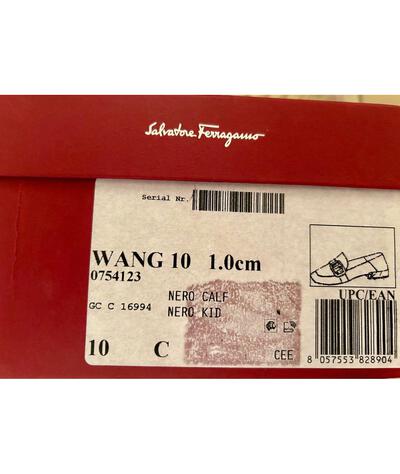 Salvatore Ferragamo
Serial Nr.
WANG 10 1.0cm
0754123
UPC/EAN
NERO CALF
GC C 16994
NERO KID
10 C
CEE
8 057553 828904